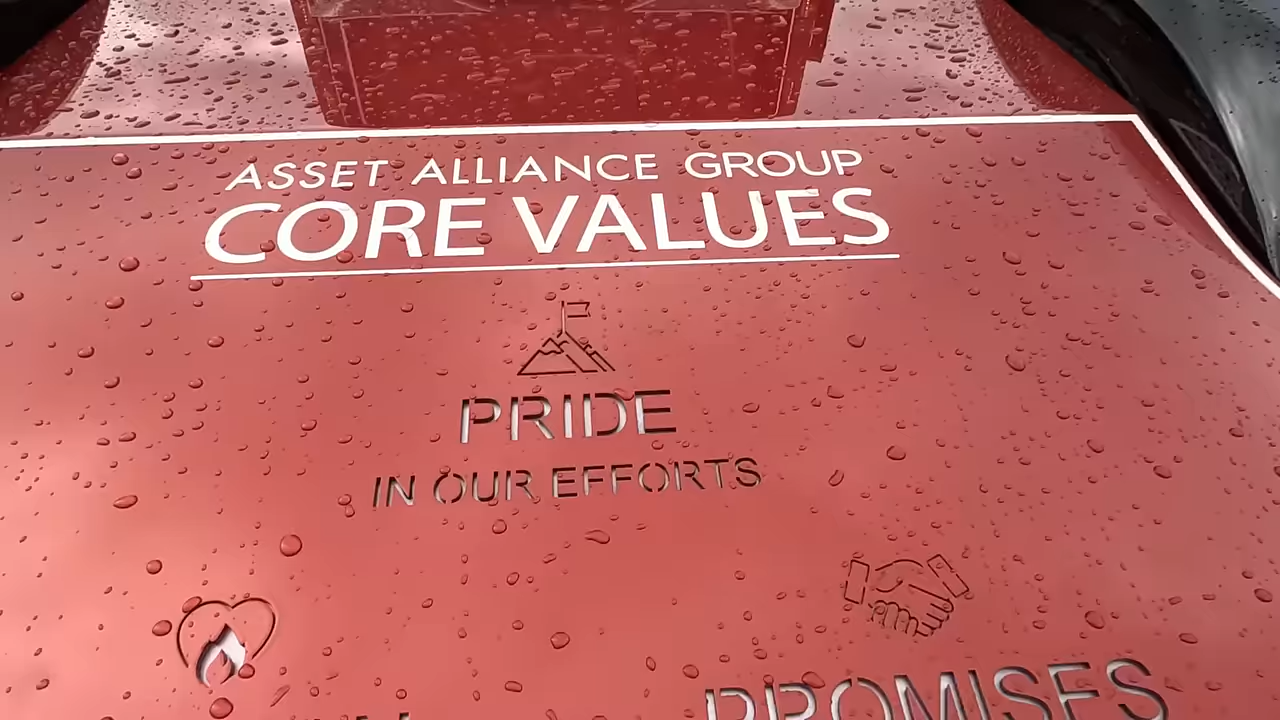 ASSET ALLIANCE GROUP
CORE VALUES
PRIDE
IN OUR EFFORTS
PROMISES